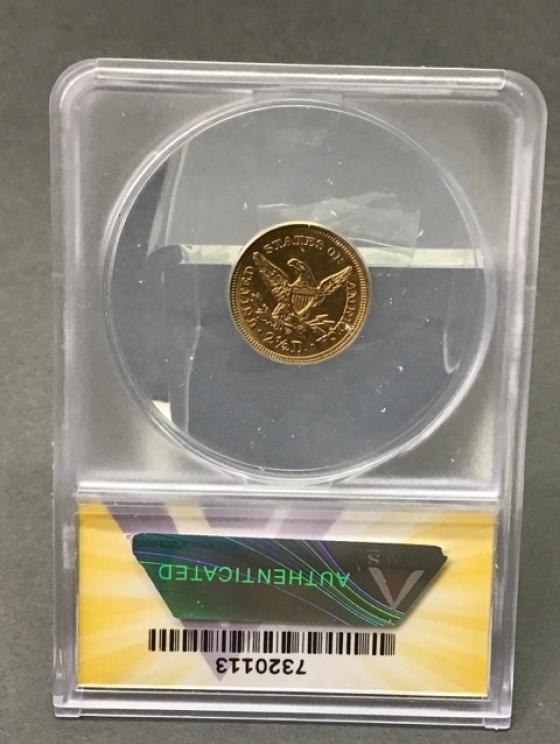 UNITED STATES OF AMERICA
2½ D.
AUTHENTICATED
7320113